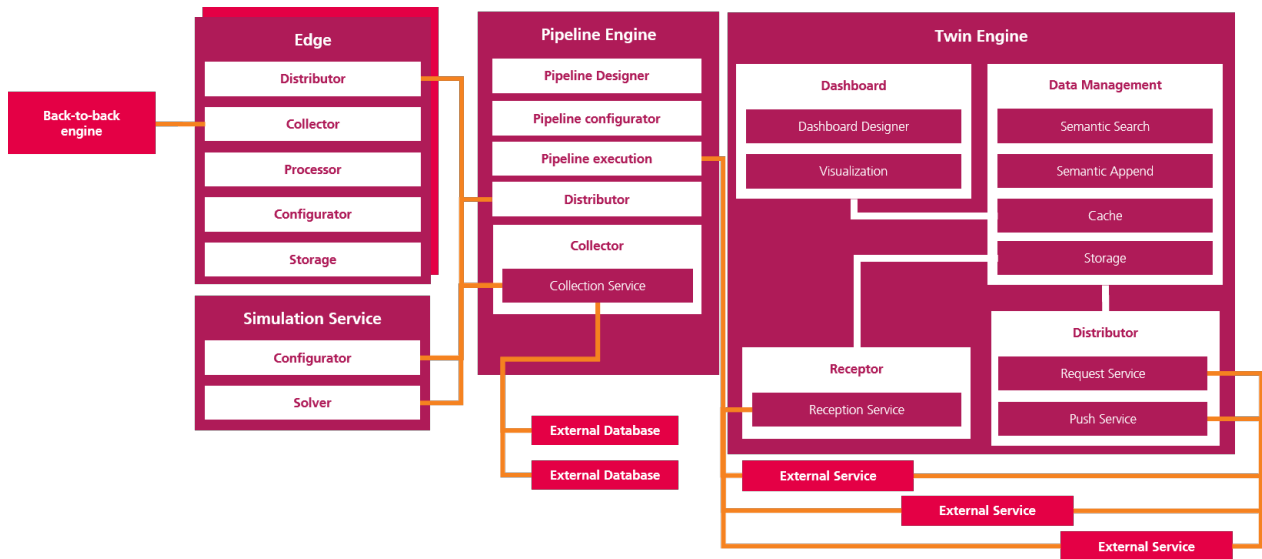 Back-to-back
engine
Edge
Distributor
Collector
Processor
Configurator
Storage
Simulation Service
Configurator
Solver
Pipeline Engine
Pipeline Designer
Pipeline configurator
Pipeline execution
Distributor
Collector
Collection Service
External Database
External Database
Twin Engine
Dashboard
Dashboard Designer
Visualization
Data Management
Semantic Search
Semantic Append
Cache
Storage
Receptor
Reception Service
Distributor
Request Service
Push Service
External Service
External Service
External Service